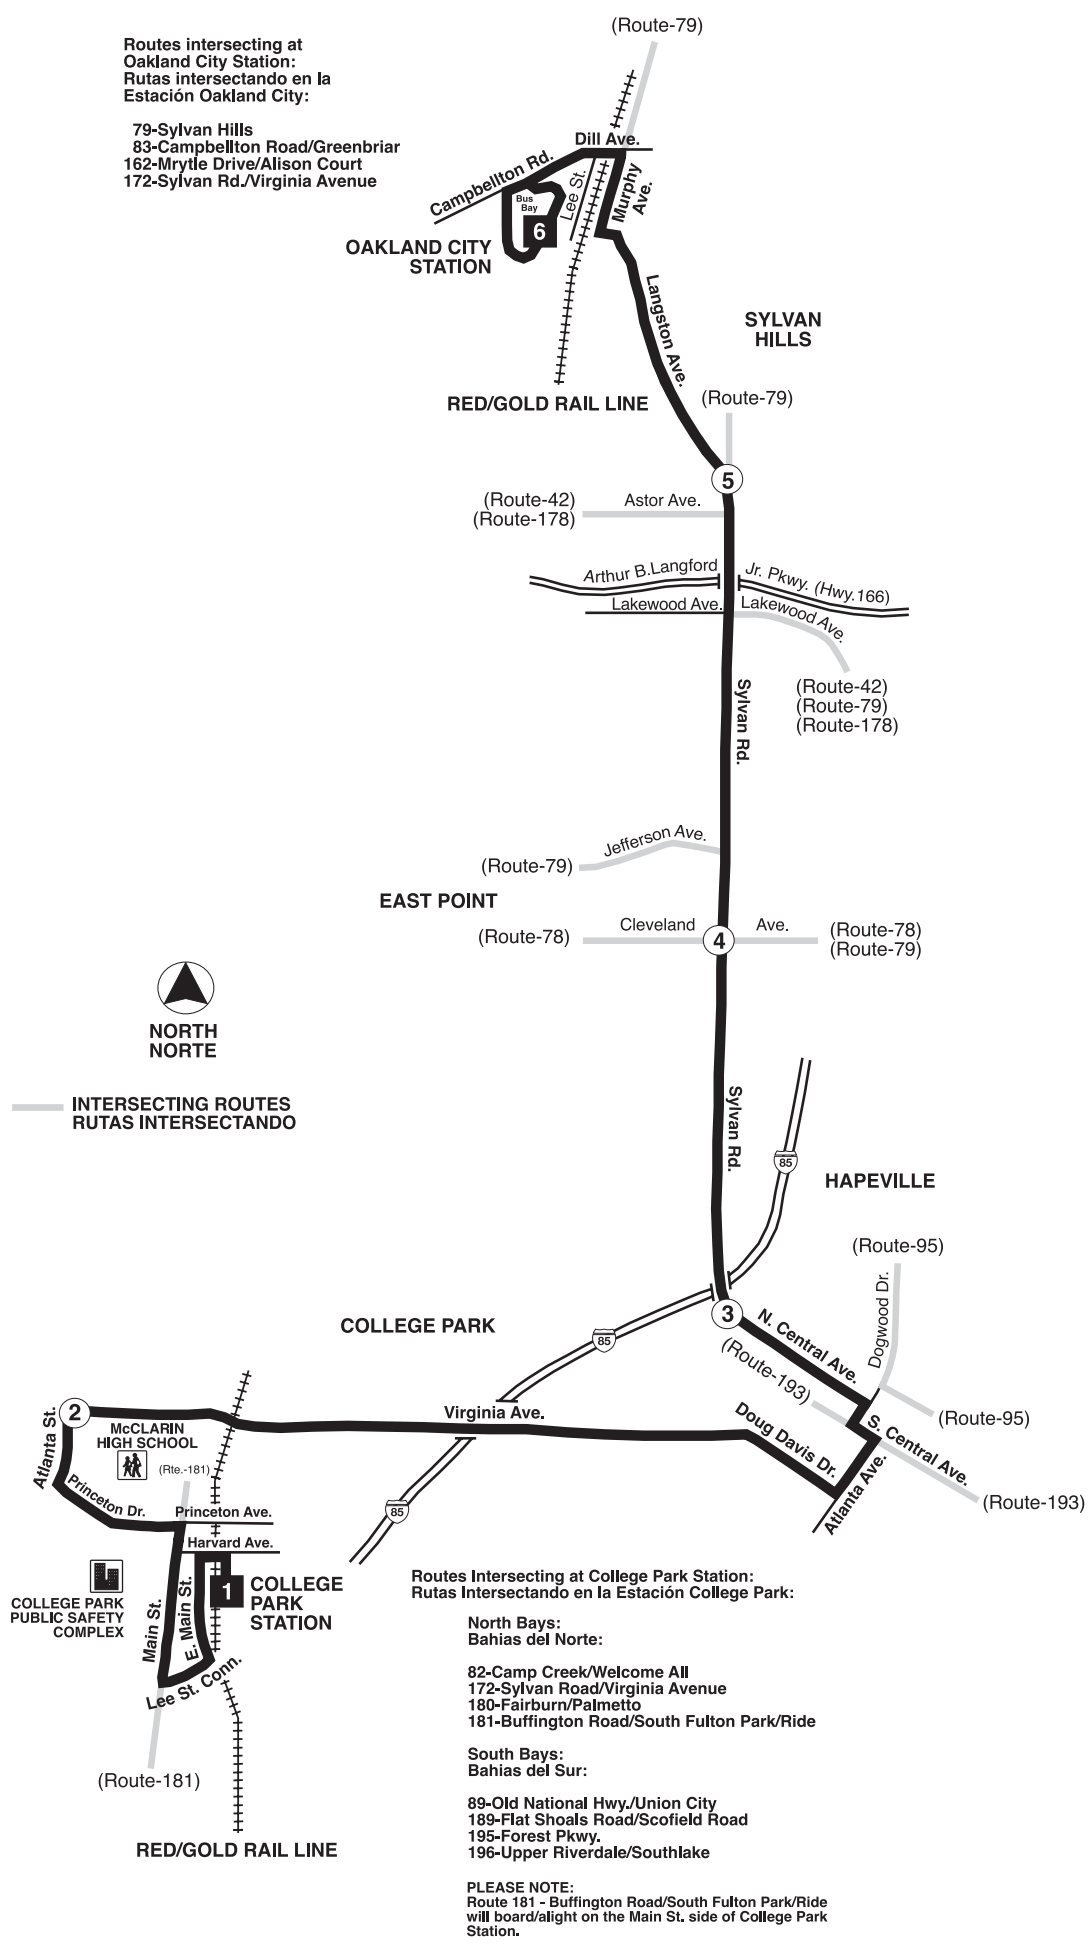 (Route-79)
Routes intersecting at
Oakland City Station:
Rutas intersectando en la
Estación Oakland City:
79-Sylvan Hills
83-Campbellton Road/Greenbriar
162-Mrytle Drive/Alison Court
172-Sylvan Rd./Virginia Avenue
Dill Ave.
Campbellton Rd.
Lee St.
Murphy
Ave.
Bus
Bay
6
OAKLAND CITY
STATION
Langston Ave.
SYLVAN
HILLS
RED/GOLD RAIL LINE
(Route-79)
5
(Route-42)
(Route-178)
Astor Ave.
Arthur B.Langford
Jr. Pkwy. (Hwy.166)
Lakewood Ave.
Lakewood Ave.
(Route-42)
(Route-79)
(Route-178)
Sylvan Rd.
Jefferson Ave.
(Route-79)
EAST POINT
(Route-78)
Cleveland
4
Ave.
(Route-78)
(Route-79)
NORTH
NORTE
INTERSECTING ROUTES
RUTAS INTERSECTANDO
Sylvan Rd.
85
HAPEVILLE
(Route-95)
Dogwood Dr.
3
N. Central Ave.
COLLEGE PARK
85
(Route-193)
(Route-95)
S. Central Ave.
(Route-193)
Doug Davis Dr.
Atlanta Ave.
Virginia Ave.
85
2
Atlanta St.
McCLARIN
HIGH SCHOOL
(Rte.-181)
Princeton Dr.
Princeton Ave.
Harvard Ave.
1
COLLEGE
PARK
STATION
COLLEGE PARK
PUBLIC SAFETY
COMPLEX
Main St.
E. Main St.
Lee St. Conn.
(Route-181)
RED/GOLD RAIL LINE
Routes Intersecting at College Park Station:
Rutas Intersectando en la Estación College Park:
North Bays:
Bahias del Norte:
82-Camp Creek/Welcome All
172-Sylvan Road/Virginia Avenue
180-Fairburn/Palmetto
181-Buffington Road/South Fulton Park/Ride
South Bays:
Bahias del Sur:
89-Old National Hwy./Union City
189-Flat Shoals Road/Scofield Road
195-Forest Pkwy.
196-Upper Riverdale/Southlake
PLEASE NOTE:
Route 181 - Buffington Road/South Fulton Park/Ride
will board/alight on the Main St. side of College Park
Station.